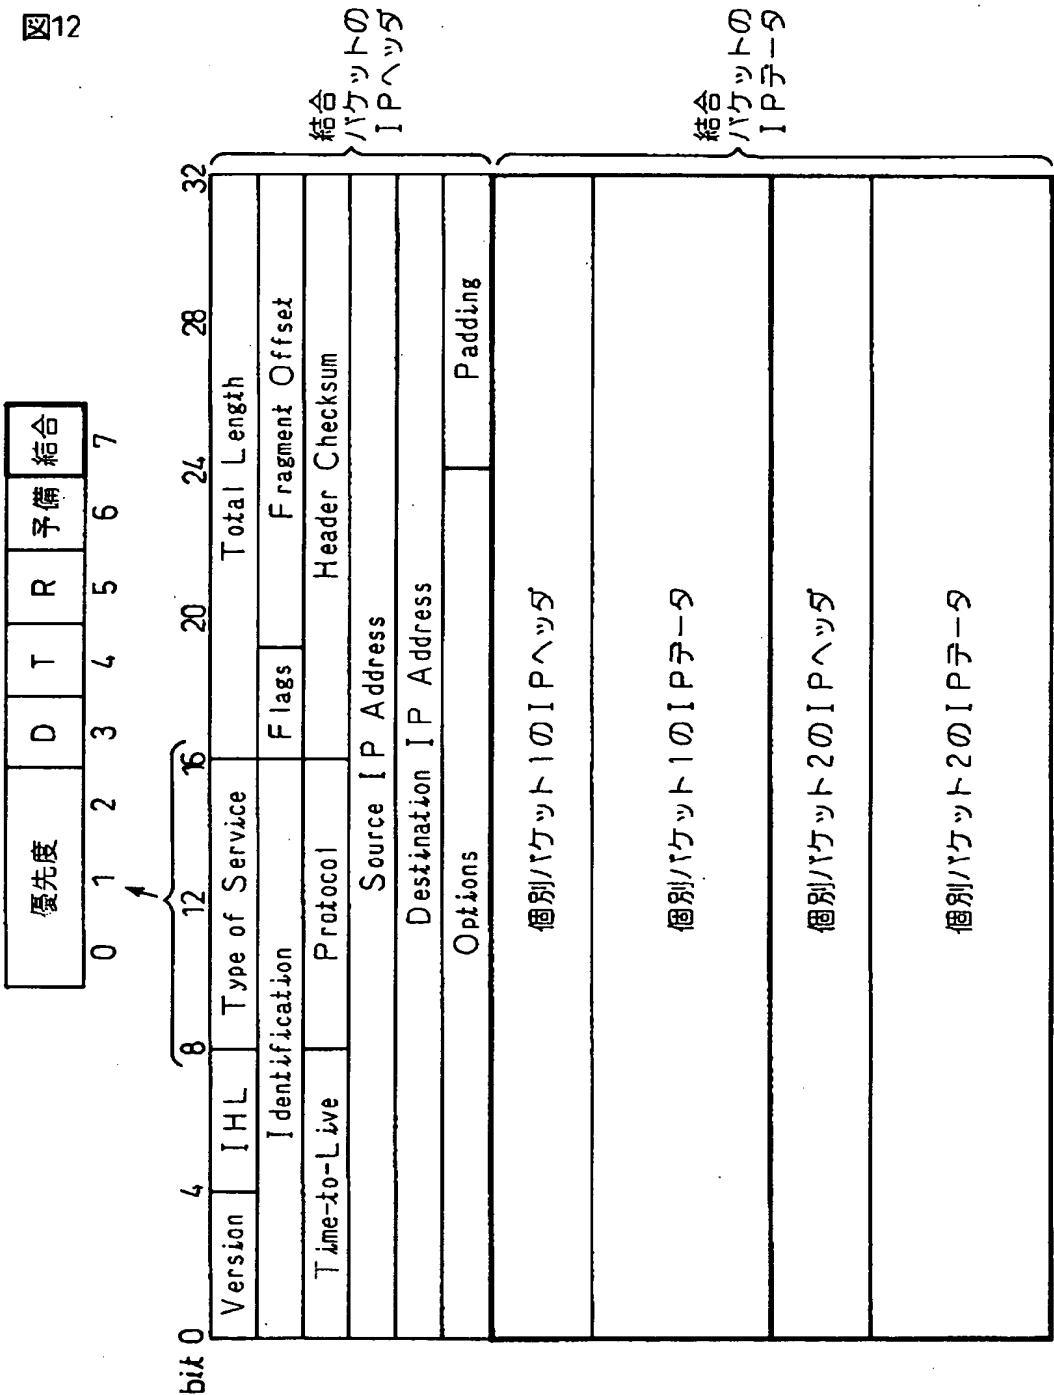 図12
優先度 D T R 予備 結合
0 1 2 3 4 5 6 7
bit 0 4 8 12 16 20 24 28 32
Version IHL Type of Service Total Length
Identification Flags Fragment Offset
Time-to-Live Protocol Header Checksum
Source IP Address
Destination IP Address
Options Padding
結合
パケットの
IPヘッダ
個別パケット1のIPヘッダ
個別パケット1のIPデータ
個別パケット2のIPヘッダ
個別パケット2のIPデータ
結合
パケットの
IPデータ